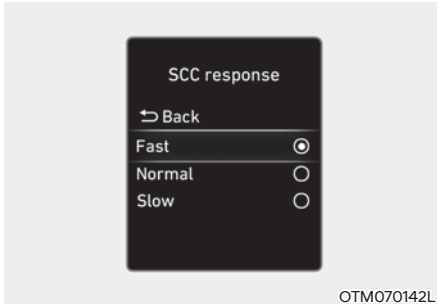 SCC response
Back
Fast
Normal
Slow
OTM070142L